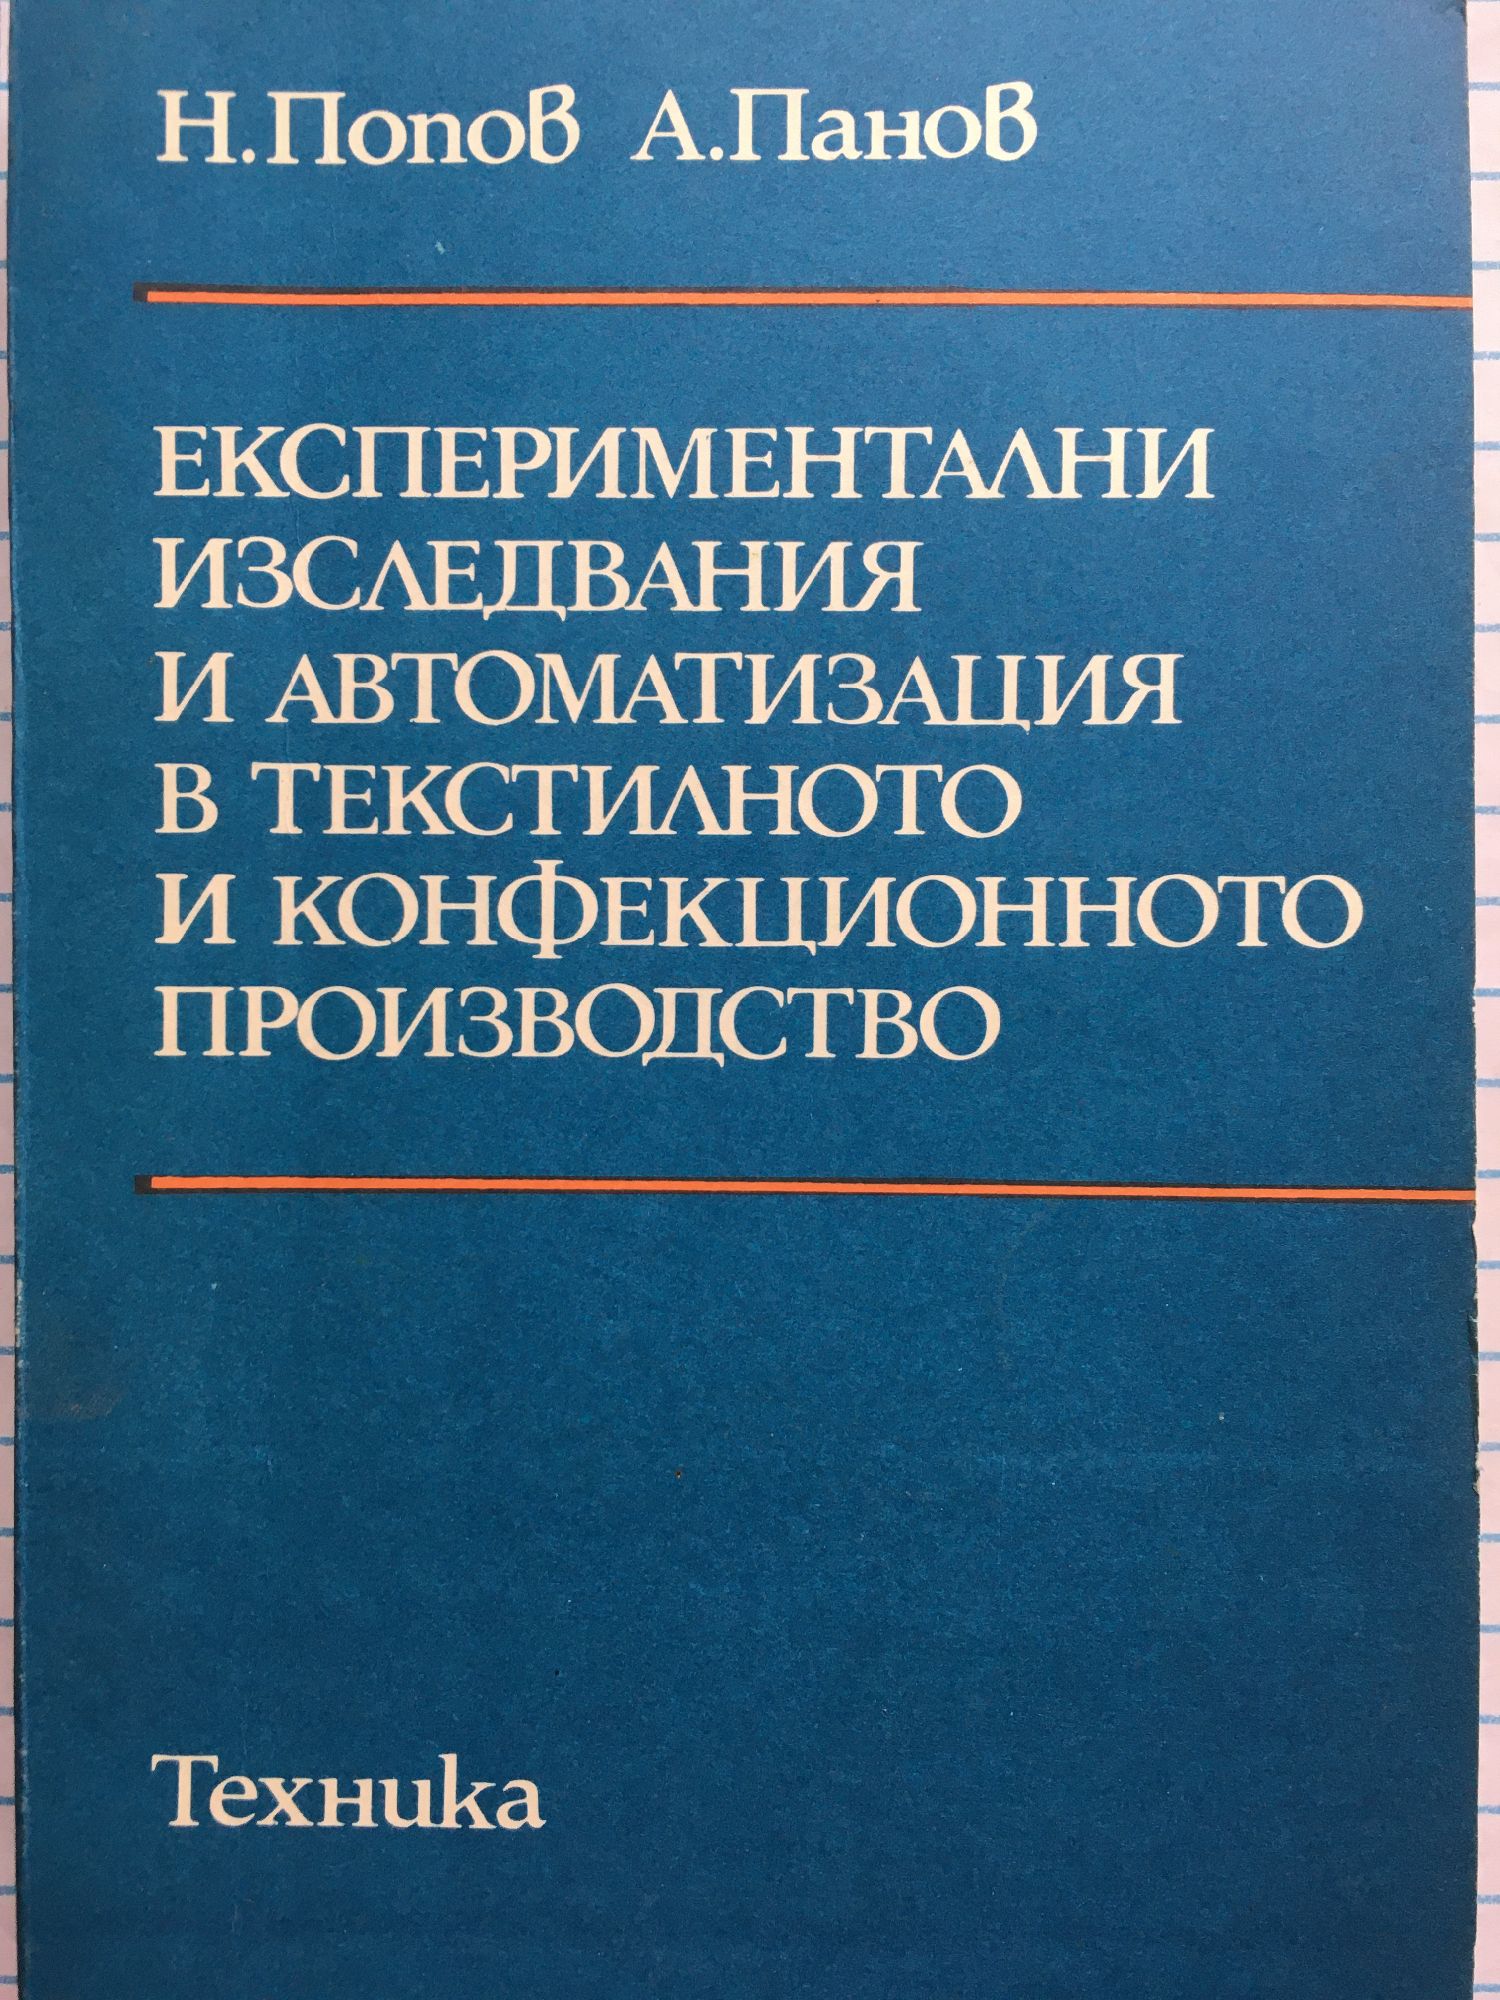 Н.Попов А.Панов
ЕКСПЕРИМЕНТАЛНИ
ИЗСЛЕДВАНИЯ
И АВТОМАТИЗАЦИЯ
В ТЕКСТИЛНОТО
И КОНФЕКЦИОННОТО
ПРОИЗВОДСТВО
Техника